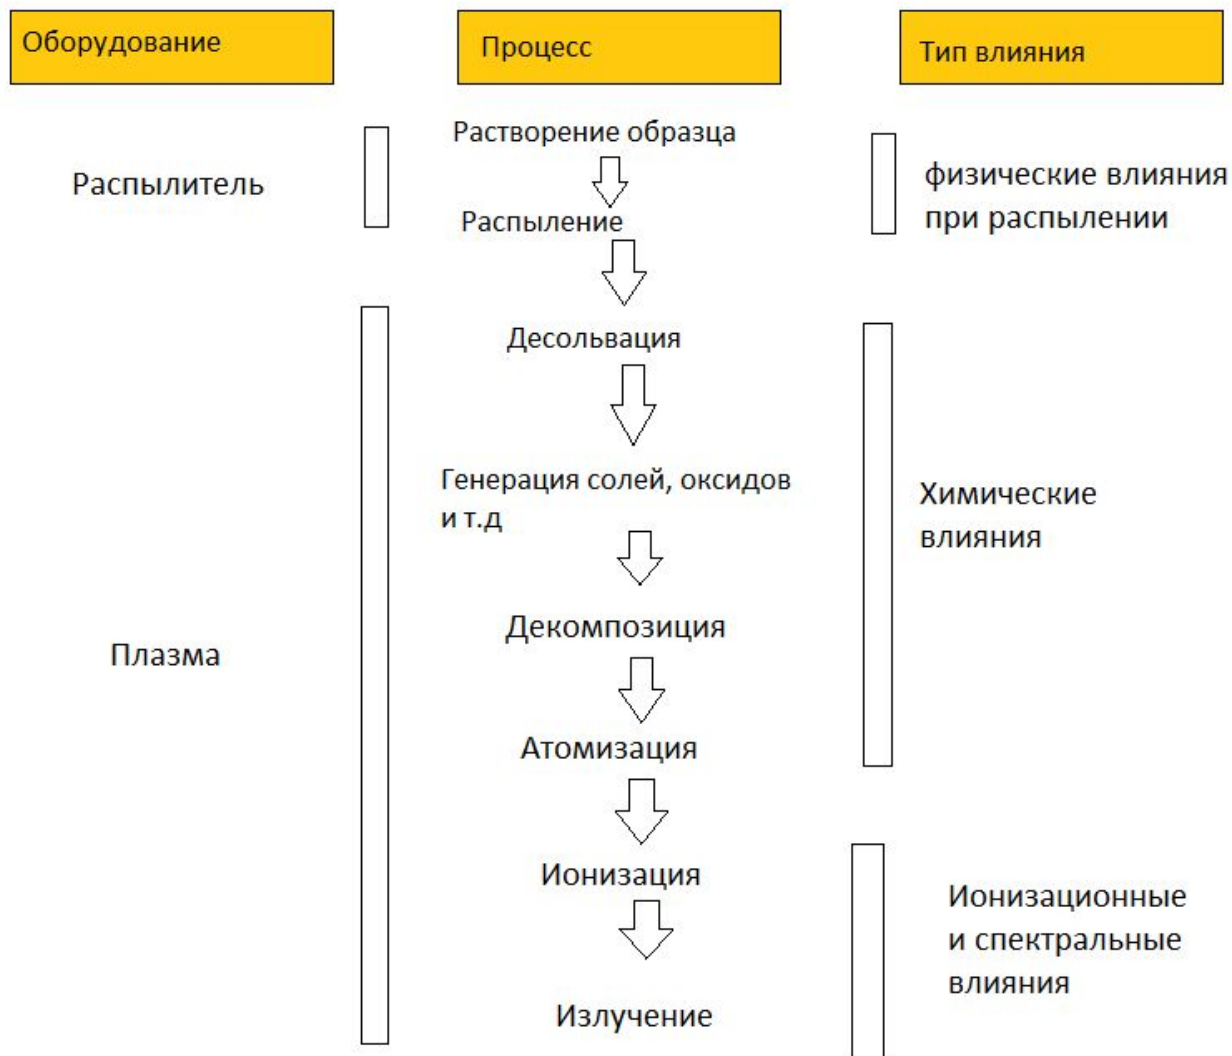 Оборудование
Процесс
Тип влияния
Растворение образца
Распылитель
физические влияния
при распылении
Распыление
Десольвация
Генерация солей, оксидов
и т.д
Химические
влияния
Декомпозиция
Плазма
Атомизация
Ионизация
Ионизационные
и спектральные
влияния
Излучение